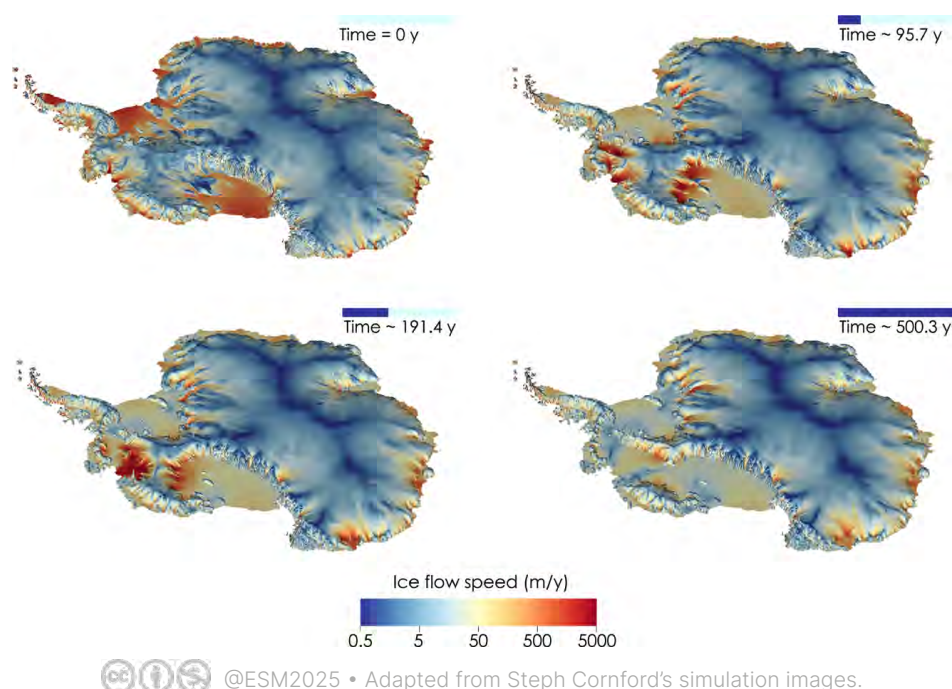 Time = 0 y
Time ~ 95.7 y
Time ~ 191.4 y
Time ~ 500.3 y
Ice flow speed (m/y)
0.5 5 50 500 5000
cc @ESM2025 • Adapted from Steph Cornford's simulation images.